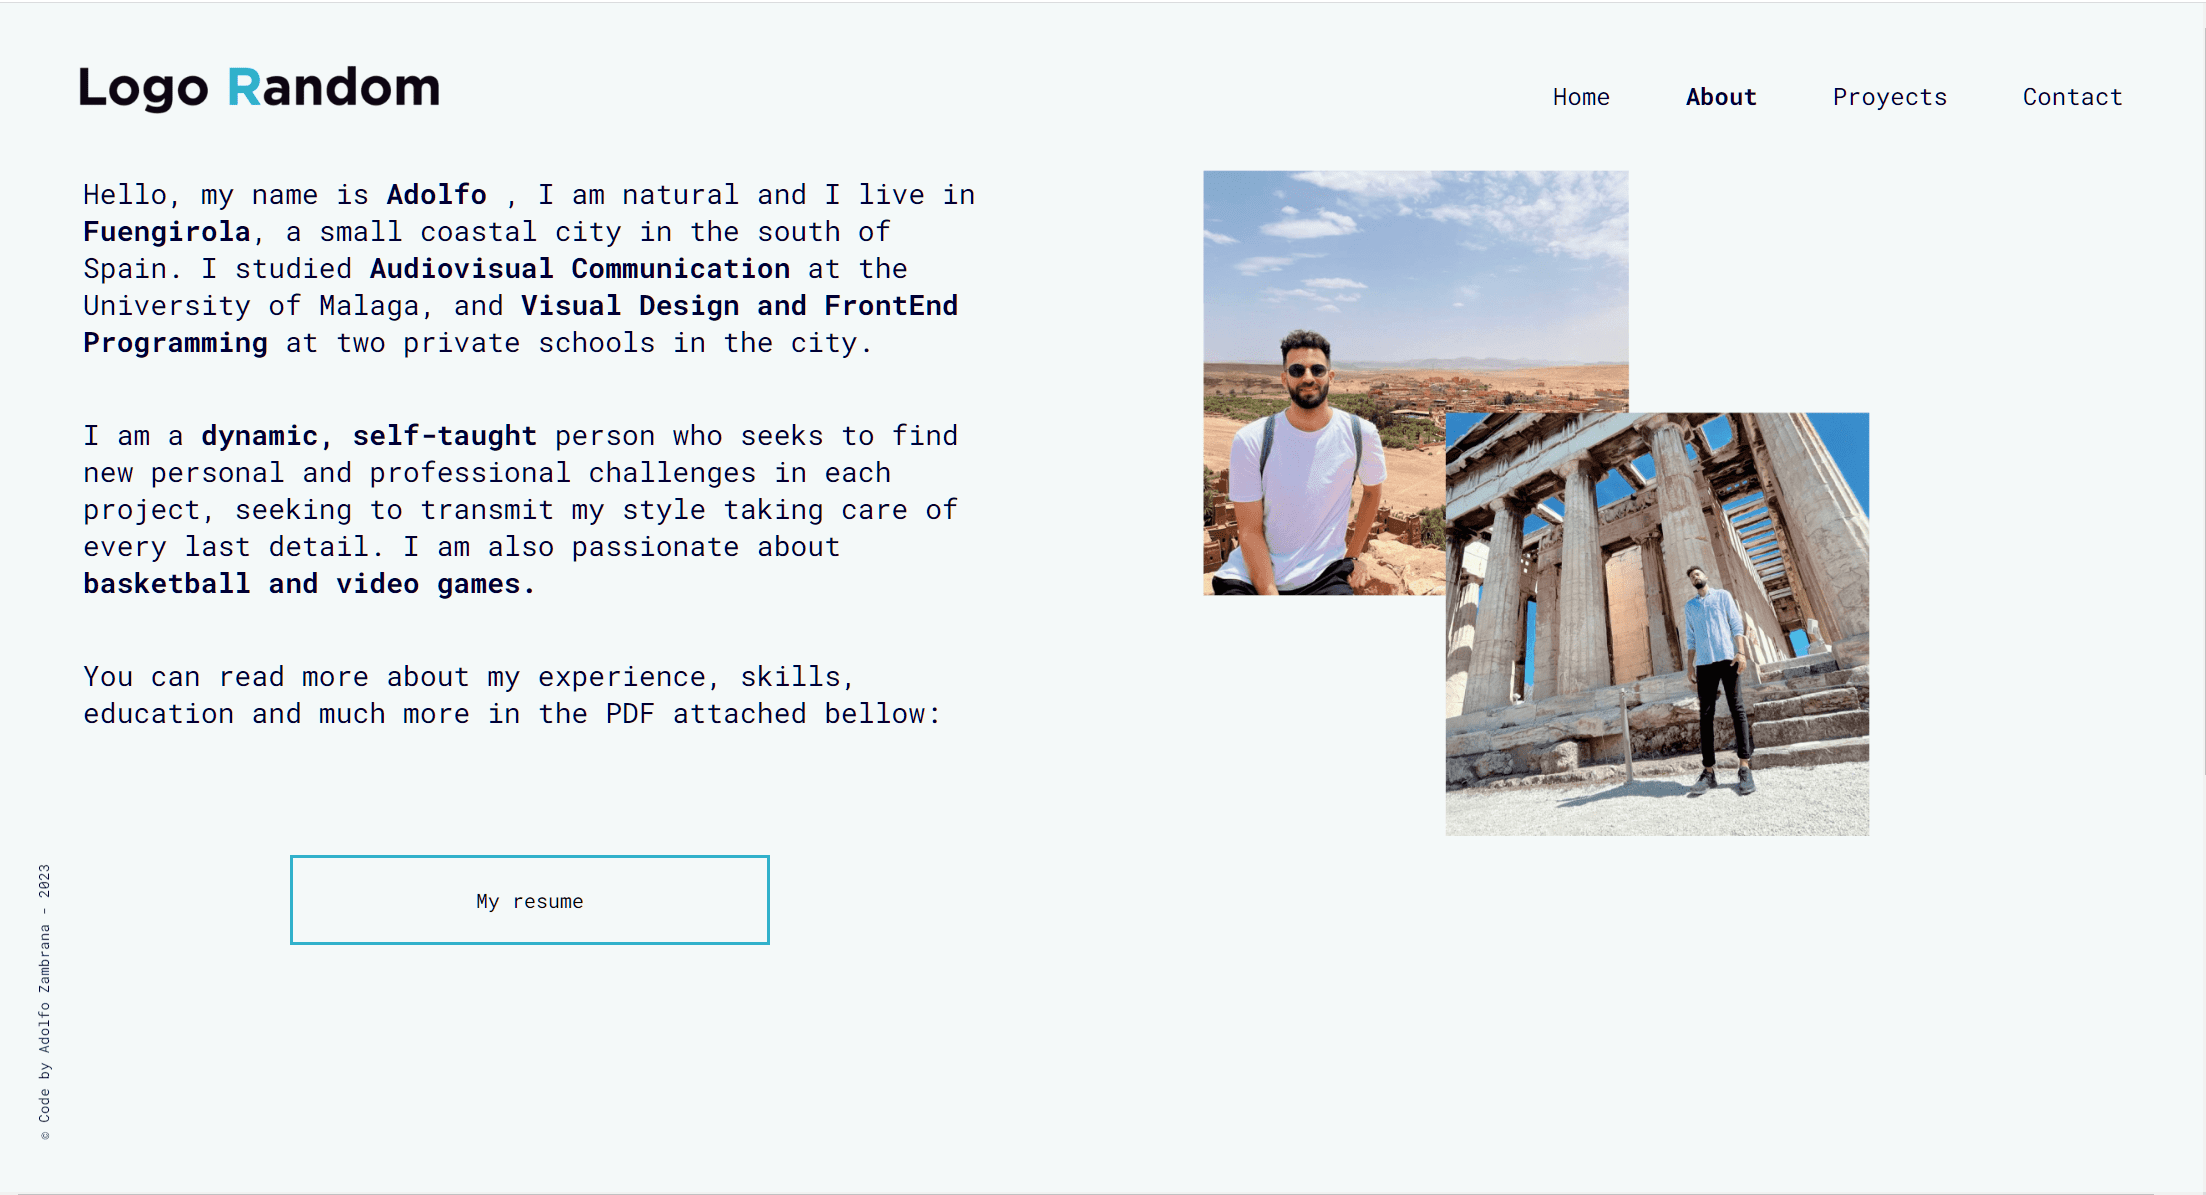 Logo Random
Home About Proyects Contact
Hello, my name is Adolfo , I am natural and I live in
Fuengirola, a small coastal city in the south of
Spain. I studied Audiovisual Communication at the
University of Malaga, and Visual Design and FrontEnd
Programming at two private schools in the city.
I am a dynamic, self-taught person who seeks to find
new personal and professional challenges in each
project, seeking to transmit my style taking care of
every last detail. I am also passionate about
basketball and video games.
You can read more about my experience, skills,
education and much more in the PDF attached bellow:
My resume
© Code by Adolfo Zambrana - 2023